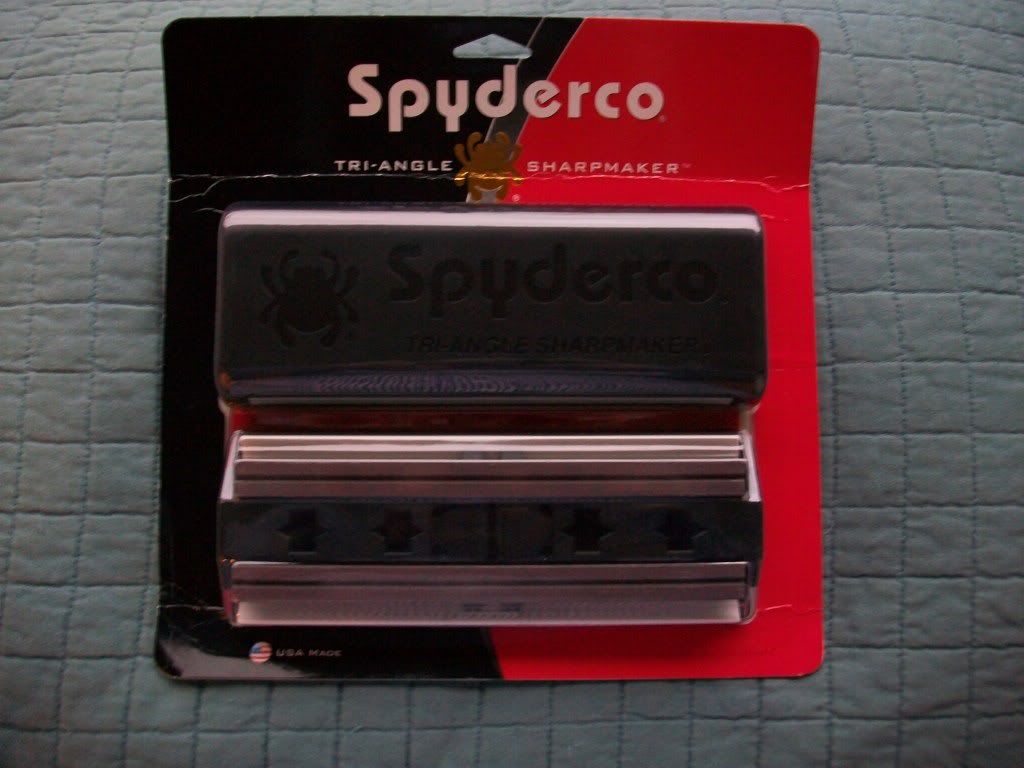 Spyderco®
TRI-ANGLE SHARPMAKER™
®
Spyderco
TRI-ANGLE SHARPMAKER
USA MADE